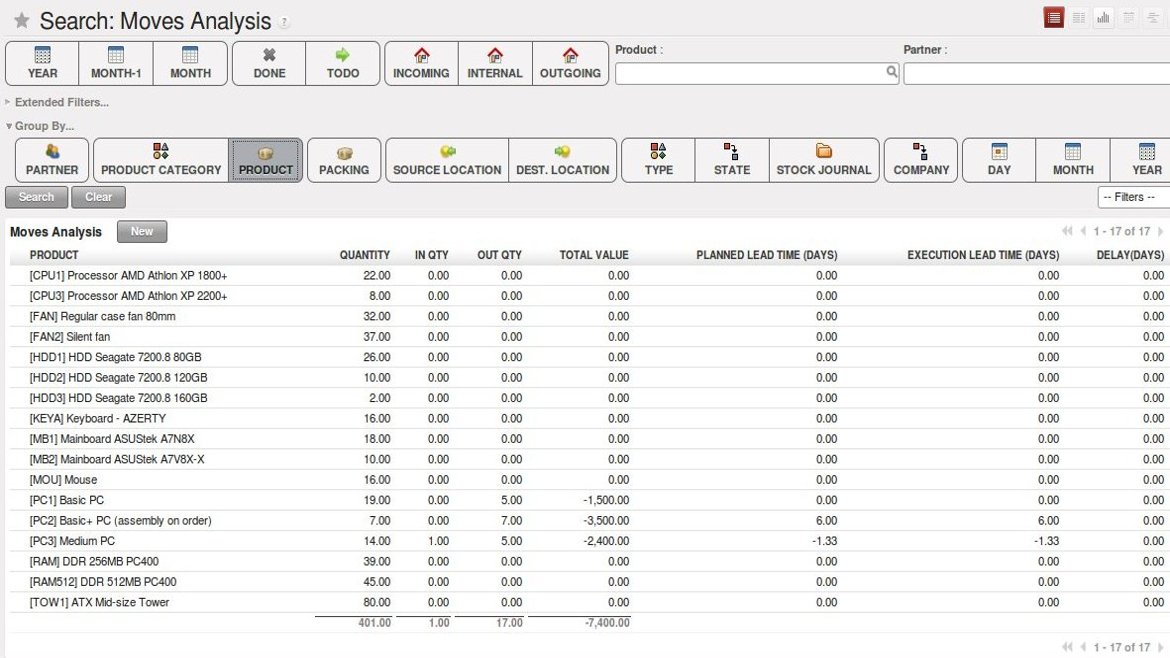 Search: Moves Analysis ?
YEAR MONTH-1 MONTH DONE TODO INCOMING INTERNAL OUTGOING Product : Partner :
Extended Filters...
Group By...
PARTNER PRODUCT CATEGORY PRODUCT PACKING SOURCE LOCATION DEST. LOCATION TYPE STATE STOCK JOURNAL COMPANY DAY MONTH YEAR
Search Clear -- Filters --
Moves Analysis New 1 - 17 of 17
PRODUCT QUANTITY IN QTY OUT QTY TOTAL VALUE PLANNED LEAD TIME (DAYS) EXECUTION LEAD TIME (DAYS) DELAY(DAYS)
[CPU1] Processor AMD Athlon XP 1800+ 22.00 0.00 0.00 0.00 0.00 0.00 0.00
[CPU3] Processor AMD Athlon XP 2200+ 8.00 0.00 0.00 0.00 0.00 0.00 0.00
[FAN] Regular case fan 80mm 32.00 0.00 0.00 0.00 0.00 0.00 0.00
[FAN2] Silent fan 37.00 0.00 0.00 0.00 0.00 0.00 0.00
[HDD1] HDD Seagate 7200.8 80GB 26.00 0.00 0.00 0.00 0.00 0.00 0.00
[HDD2] HDD Seagate 7200.8 120GB 10.00 0.00 0.00 0.00 0.00 0.00 0.00
[HDD3] HDD Seagate 7200.8 160GB 2.00 0.00 0.00 0.00 0.00 0.00 0.00
[KEYA] Keyboard - AZERTY 16.00 0.00 0.00 0.00 0.00 0.00 0.00
[MB1] Mainboard ASUStek A7N8X 18.00 0.00 0.00 0.00 0.00 0.00 0.00
[MB2] Mainboard ASUStek A7V8X-X 10.00 0.00 0.00 0.00 0.00 0.00 0.00
[MOU] Mouse 16.00 0.00 0.00 0.00 0.00 0.00 0.00
[PC1] Basic PC 19.00 0.00 5.00 -1,500.00 0.00 0.00 0.00
[PC2] Basic+ PC (assembly on order) 7.00 0.00 7.00 -3,500.00 6.00 6.00 0.00
[PC3] Medium PC 14.00 1.00 5.00 -2,400.00 -1.33 -1.33 0.00
[RAM] DDR 256MB PC400 39.00 0.00 0.00 0.00 0.00 0.00 0.00
[RAM512] DDR 512MB PC400 45.00 0.00 0.00 0.00 0.00 0.00 0.00
[TOW1] ATX Mid-size Tower 80.00 0.00 0.00 0.00 0.00 0.00 0.00
401.00 1.00 17.00 -7,400.00
1 - 17 of 17